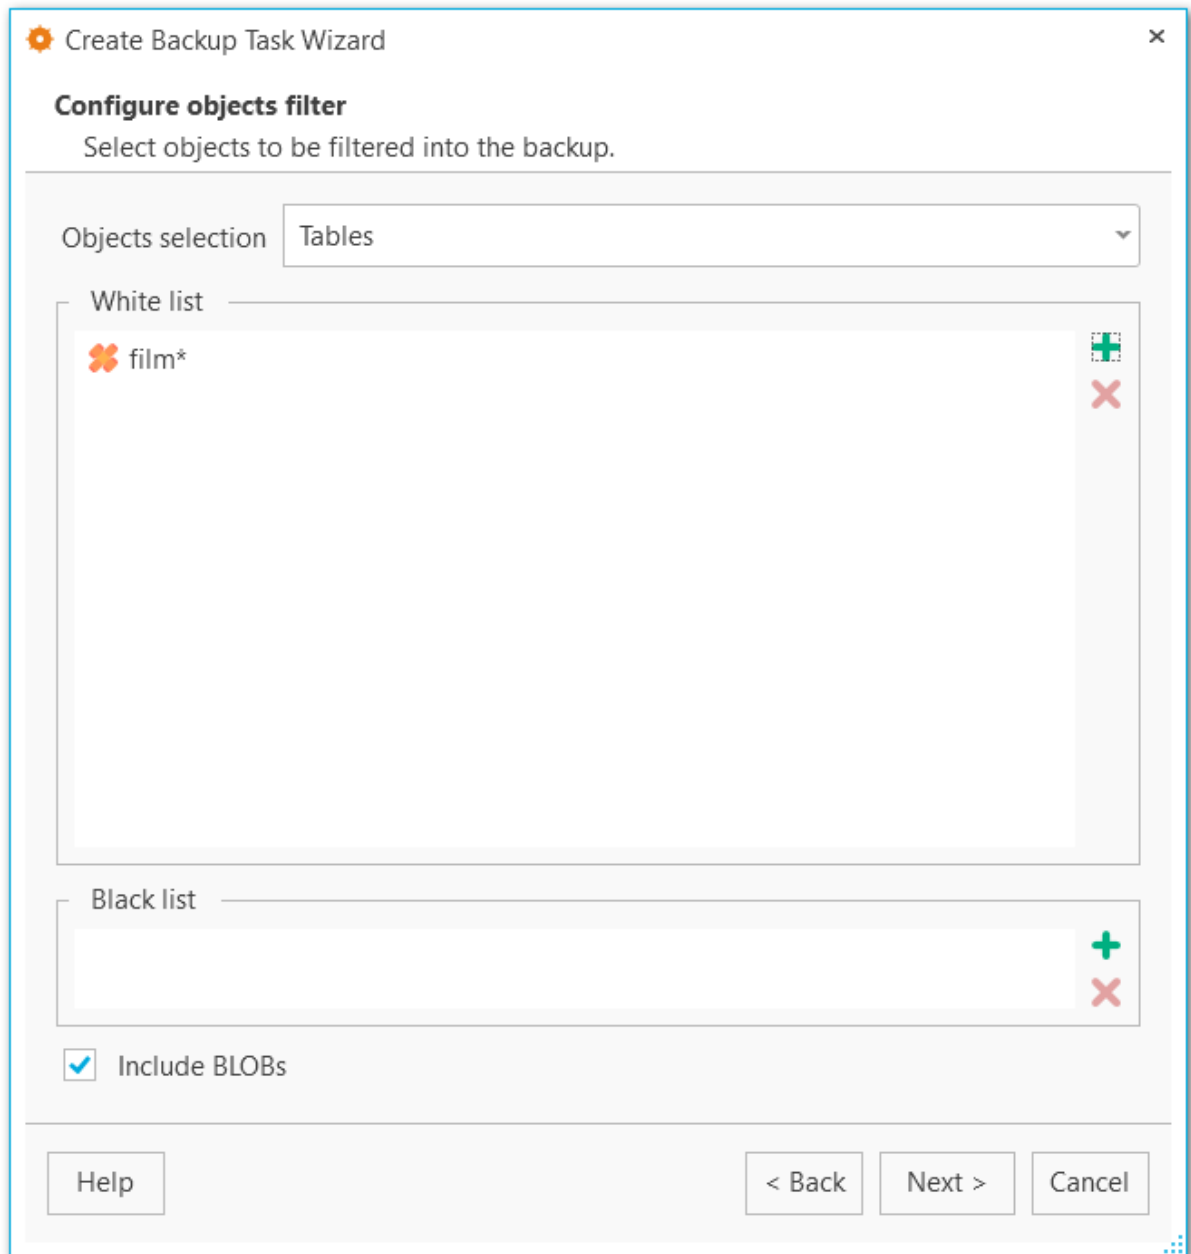 Create Backup Task Wizard
Configure objects filter
Select objects to be filtered into the backup.
Objects selection Tables
White list
film*
Black list
Include BLOBs
Help < Back Next > Cancel